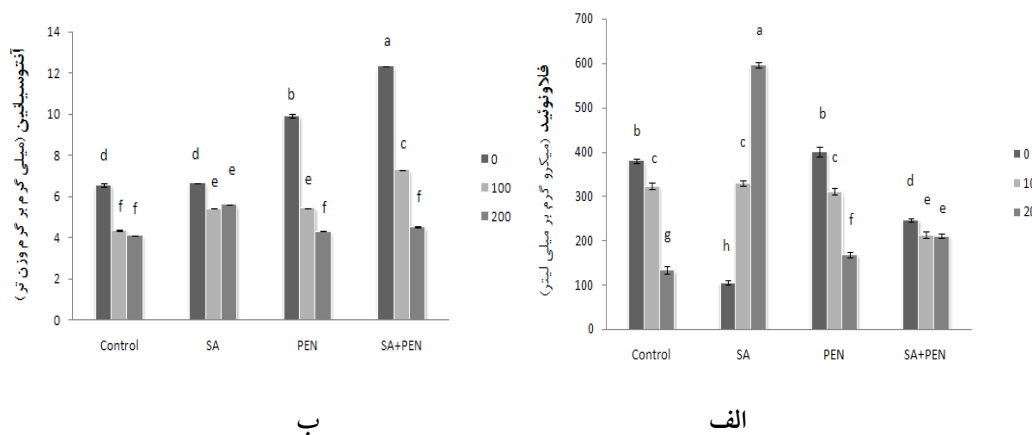 آنتوسیانین (میلی گرم بر گرم وزن تر)
14
12
10
8
6
4
2
0
d
f
f
d
e
e
b
e
f
a
c
f
Control
SA
PEN
SA+PEN
0
100
200
ب
فلاونوئید (میکرو گرم بر میلی لیتر)
700
600
500
400
300
200
100
0
b
c
g
h
c
a
b
c
f
d
e
e
Control
SA
PEN
SA+PEN
0
10
20
الف